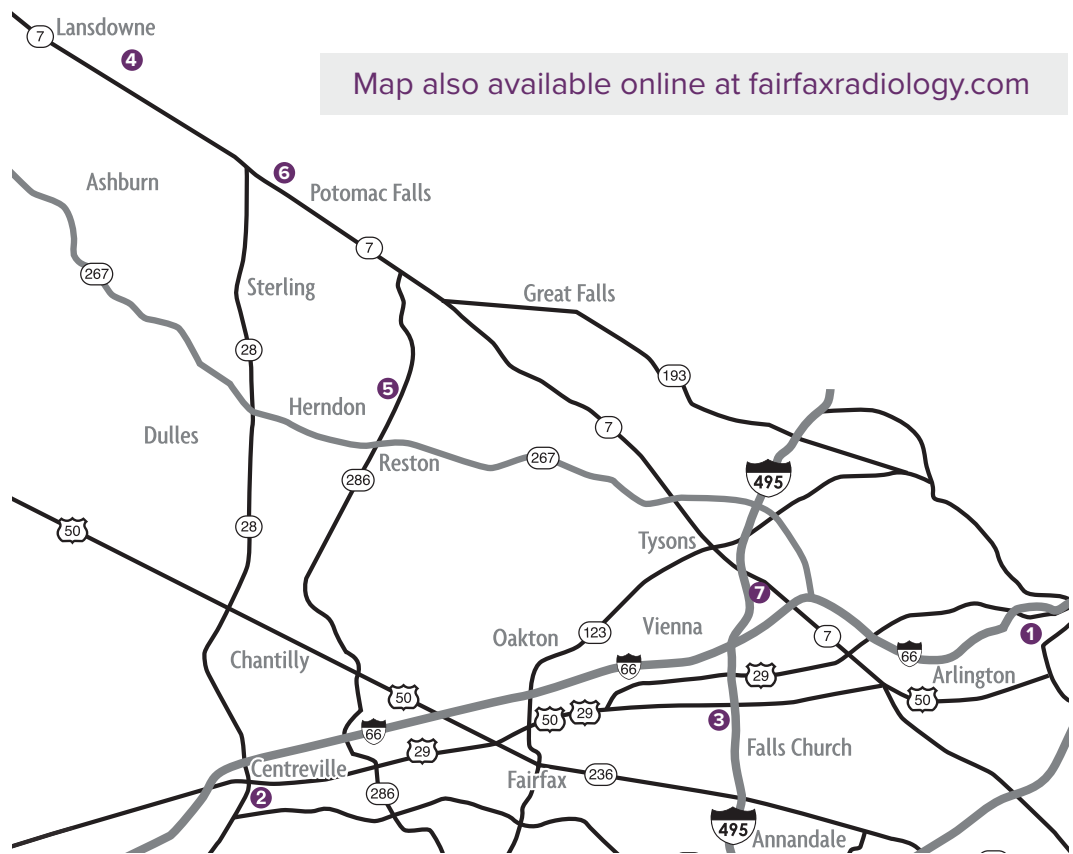 Lansdowne
7
4
Map also available online at fairfaxradiology.com
6
Ashburn
Potomac Falls
7
267
Sterling
Great Falls
28
193
5
Herndon
7
Dulles
267
Reston
495
286
28
50
Tysons
7
123
Vienna
7
1
Oakton
66
66
Chantilly
29
Arlington
50
50
29
50
3
66
29
Falls Church
Centreville
236
Fairfax
286
2
495
Annandale